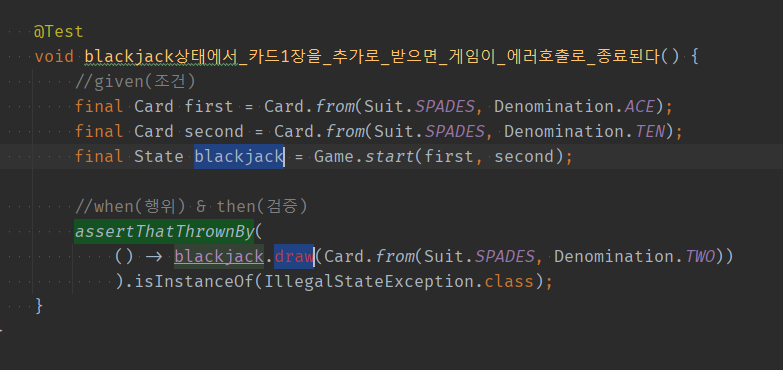 @Test
void blackjack상태에서_카드1장을_추가로_받으면_게임이_에러호출로_종료된다() {
//given(조건)
final Card first = Card.from(Suit.SPADES, Denomination.ACE);
final Card second = Card.from(Suit.SPADES, Denomination.TEN);
final State blackjack = Game.start(first, second);
//when(행위) & then(검증)
assertThatThrownBy(
() -> blackjack.draw(Card.from(Suit.SPADES, Denomination.TWO))
).isInstanceOf(IllegalStateException.class);
}